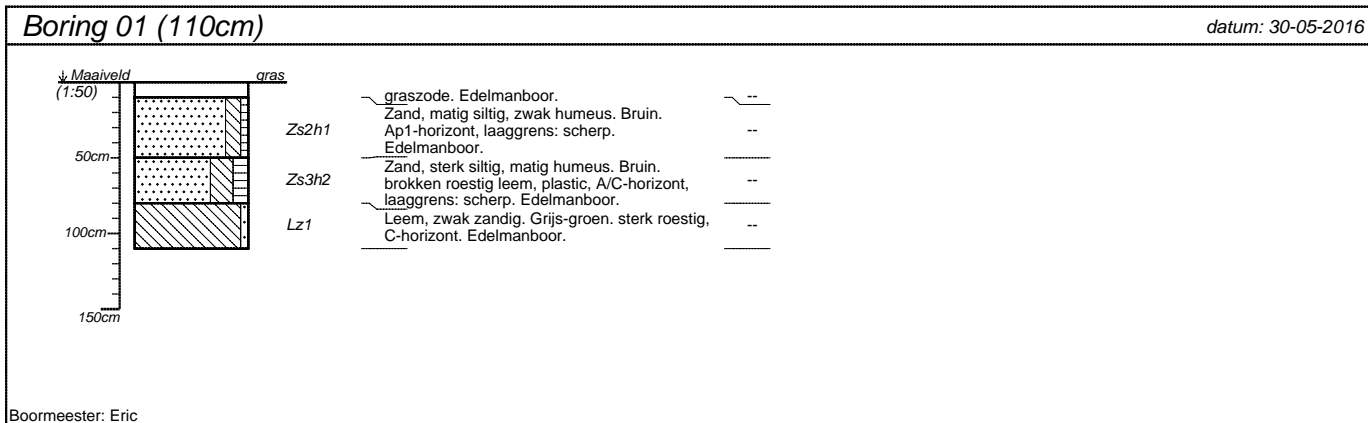 Boring 01 (110cm)
datum: 30-05-2016
Maaiveld
gras
(1:50)
graszode. Edelmanboor.
--
Zs2h1
Zand, matig siltig, zwak humeus. Bruin.
Ap1-horizont, laaggrens: scherp.
Edelmanboor.
--
50cm
Zs3h2
Zand, sterk siltig, matig humeus. Bruin.
brokken roestig leem, plastic, A/C-horizont,
laaggrens: scherp. Edelmanboor.
--
Lz1
Leem, zwak zandig. Grijs-groen. sterk roestig,
C-horizont. Edelmanboor.
--
100cm
150cm
Boormeester: Eric